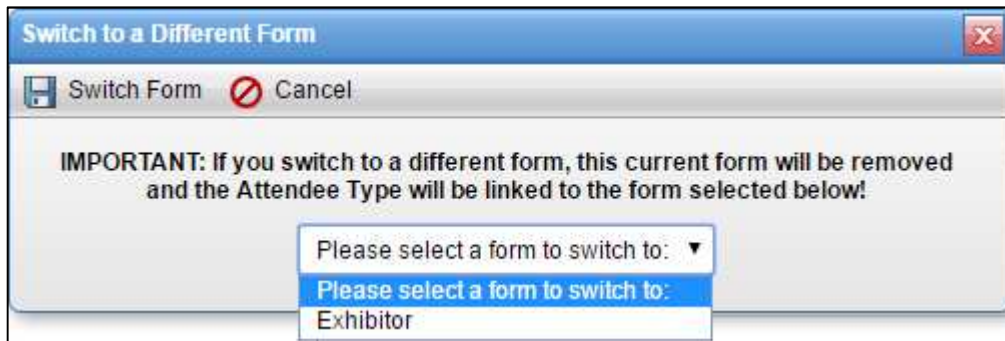 Switch to a Different Form
Switch Form Cancel
IMPORTANT: If you switch to a different form, this current form will be removed
and the Attendee Type will be linked to the form selected below!
Please select a form to switch to:
Please select a form to switch to:
Exhibitor